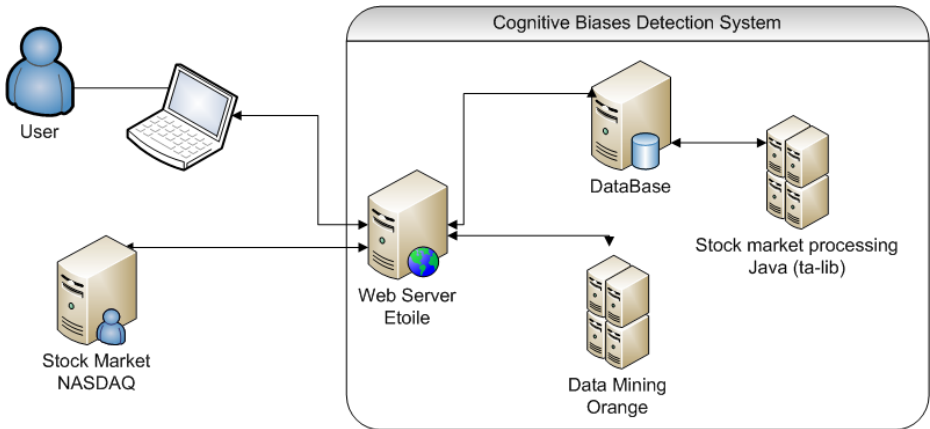 Cognitive Biases Detection System
User
DataBase
Stock market processing
Java (ta-lib)
Web Server
Etoile
Stock Market
NASDAQ
Data Mining
Orange